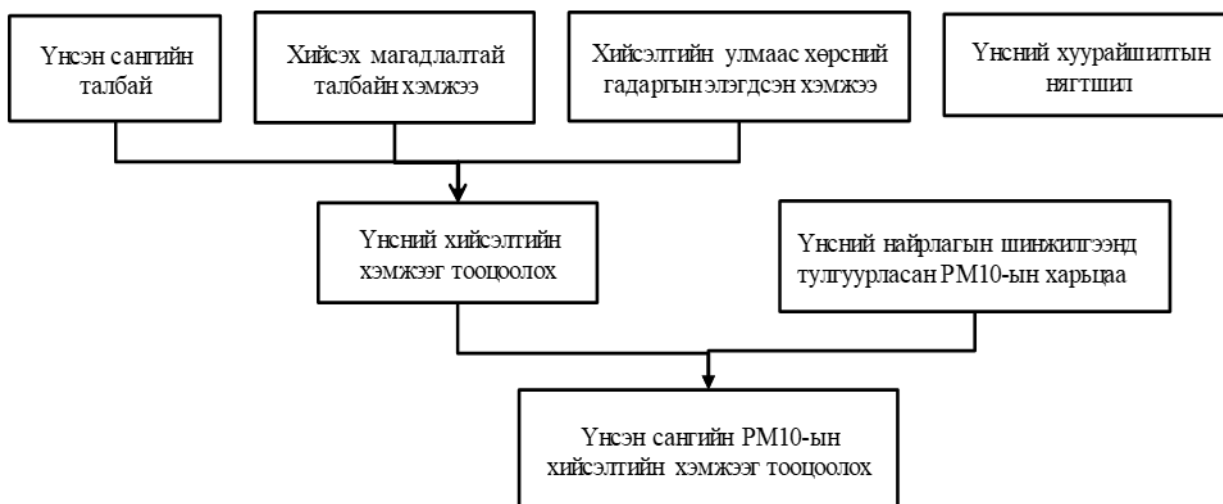 Үнсэн сангийн
талбай
Хийсэх магадлалтай
талбайн хэмжээ
Хийсэлтийн улмаас хөрсний
гадаргын элэгдсэн хэмжээ
Үнсний хуурайшилтын
нягтшил
Үнсний хийсэлтийн
хэмжээг тооцоолох
Үнсний найрлагын шинжилгээнд
тулгуурласан PM10-ын харьцаа
Үнсэн сангийн PM10-ын
хийсэлтийн хэмжээг тооцоолох